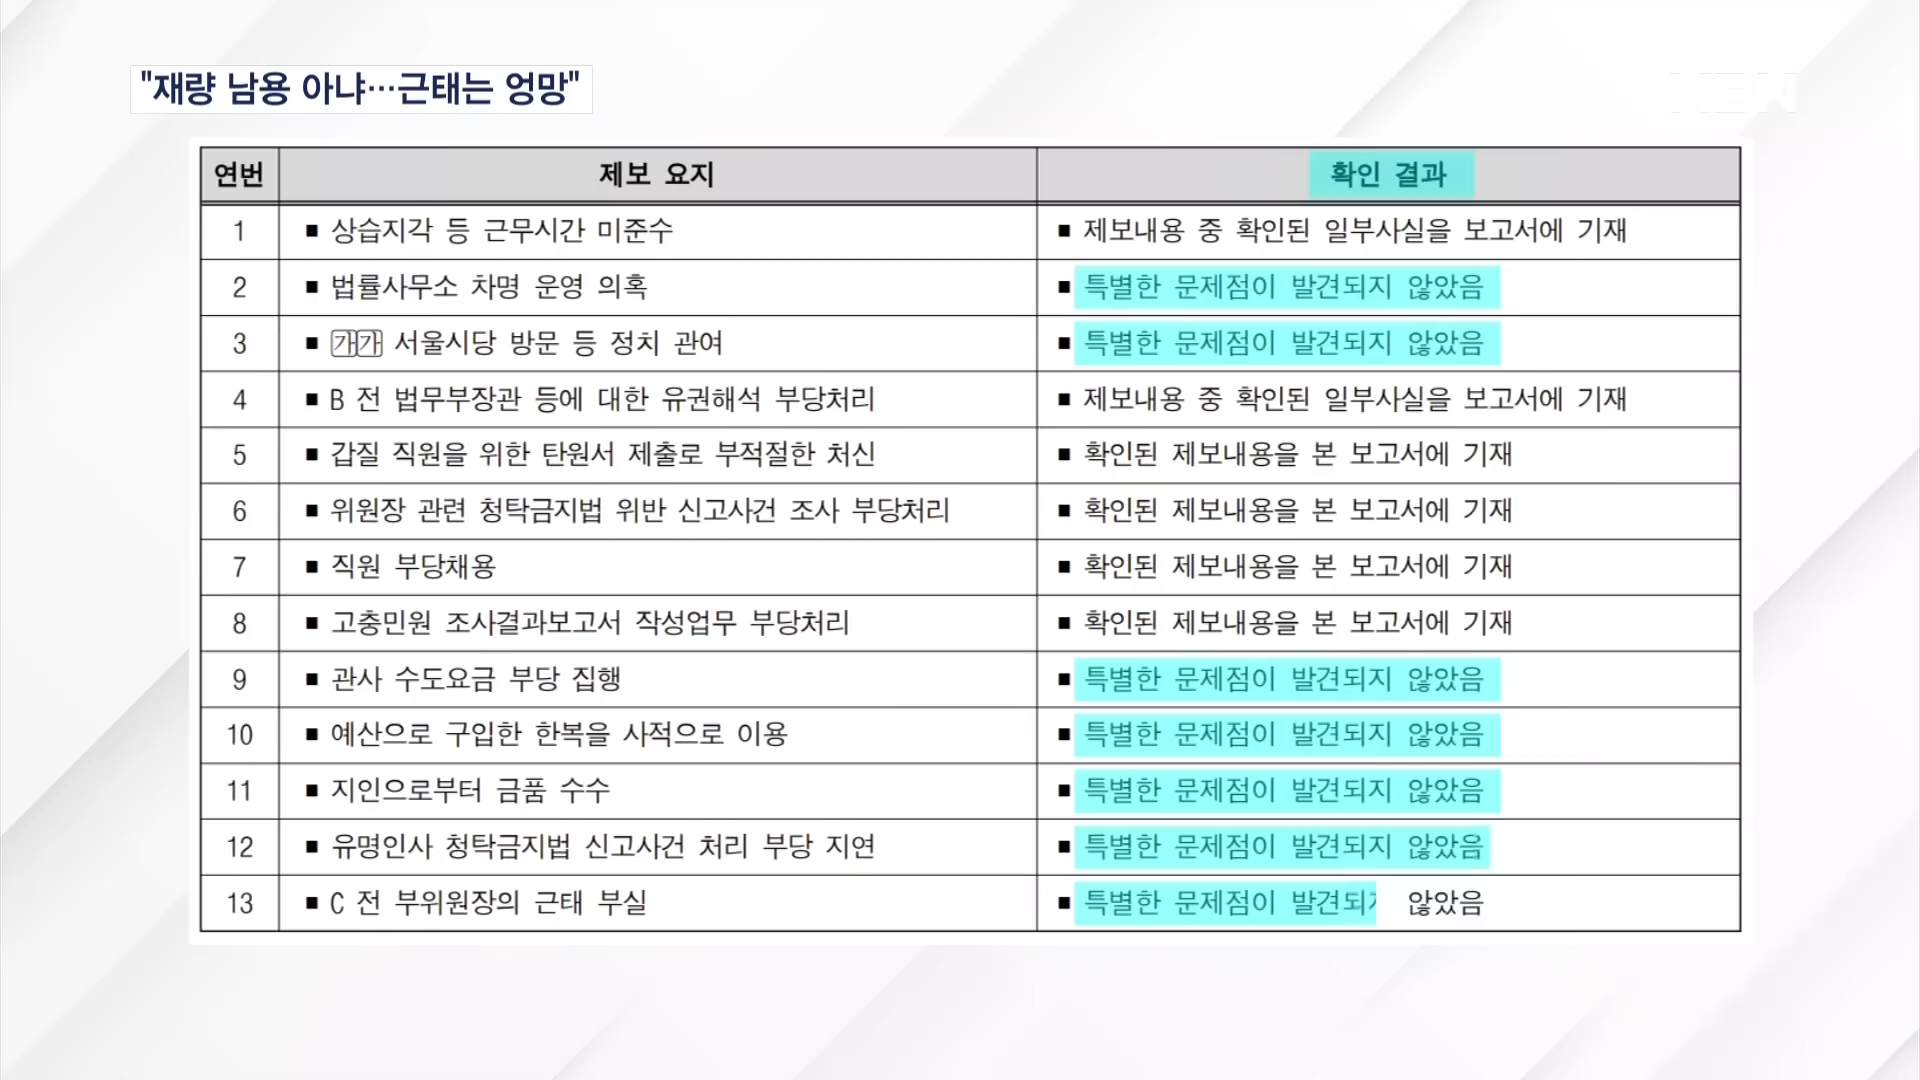 "재량 남용 아냐…근태는 엉망"
연번 제보 요지 확인 결과
1 ■ 상습지각 등 근무시간 미준수 ■ 제보내용 중 확인된 일부사실을 보고서에 기재
2 ■ 법률사무소 차명 운영 의혹 ■ 특별한 문제점이 발견되지 않았음
3 ■ 가가 서울시당 방문 등 정치 관여 ■ 특별한 문제점이 발견되지 않았음
4 ■ B 전 법무부장관 등에 대한 유권해석 부당처리 ■ 제보내용 중 확인된 일부사실을 보고서에 기재
5 ■ 갑질 직원을 위한 탄원서 제출로 부적절한 처신 ■ 확인된 제보내용을 본 보고서에 기재
6 ■ 위원장 관련 청탁금지법 위반 신고사건 조사 부당처리 ■ 확인된 제보내용을 본 보고서에 기재
7 ■ 직원 부당채용 ■ 확인된 제보내용을 본 보고서에 기재
8 ■ 고충민원 조사결과보고서 작성업무 부당처리 ■ 확인된 제보내용을 본 보고서에 기재
9 ■ 관사 수도요금 부당 집행 ■ 특별한 문제점이 발견되지 않았음
10 ■ 예산으로 구입한 한복을 사적으로 이용 ■ 특별한 문제점이 발견되지 않았음
11 ■ 지인으로부터 금품 수수 ■ 특별한 문제점이 발견되지 않았음
12 ■ 유명인사 청탁금지법 신고사건 처리 부당 지연 ■ 특별한 문제점이 발견되지 않았음
13 ■ C 전 부위원장의 근태 부실 ■ 특별한 문제점이 발견되지 않았음